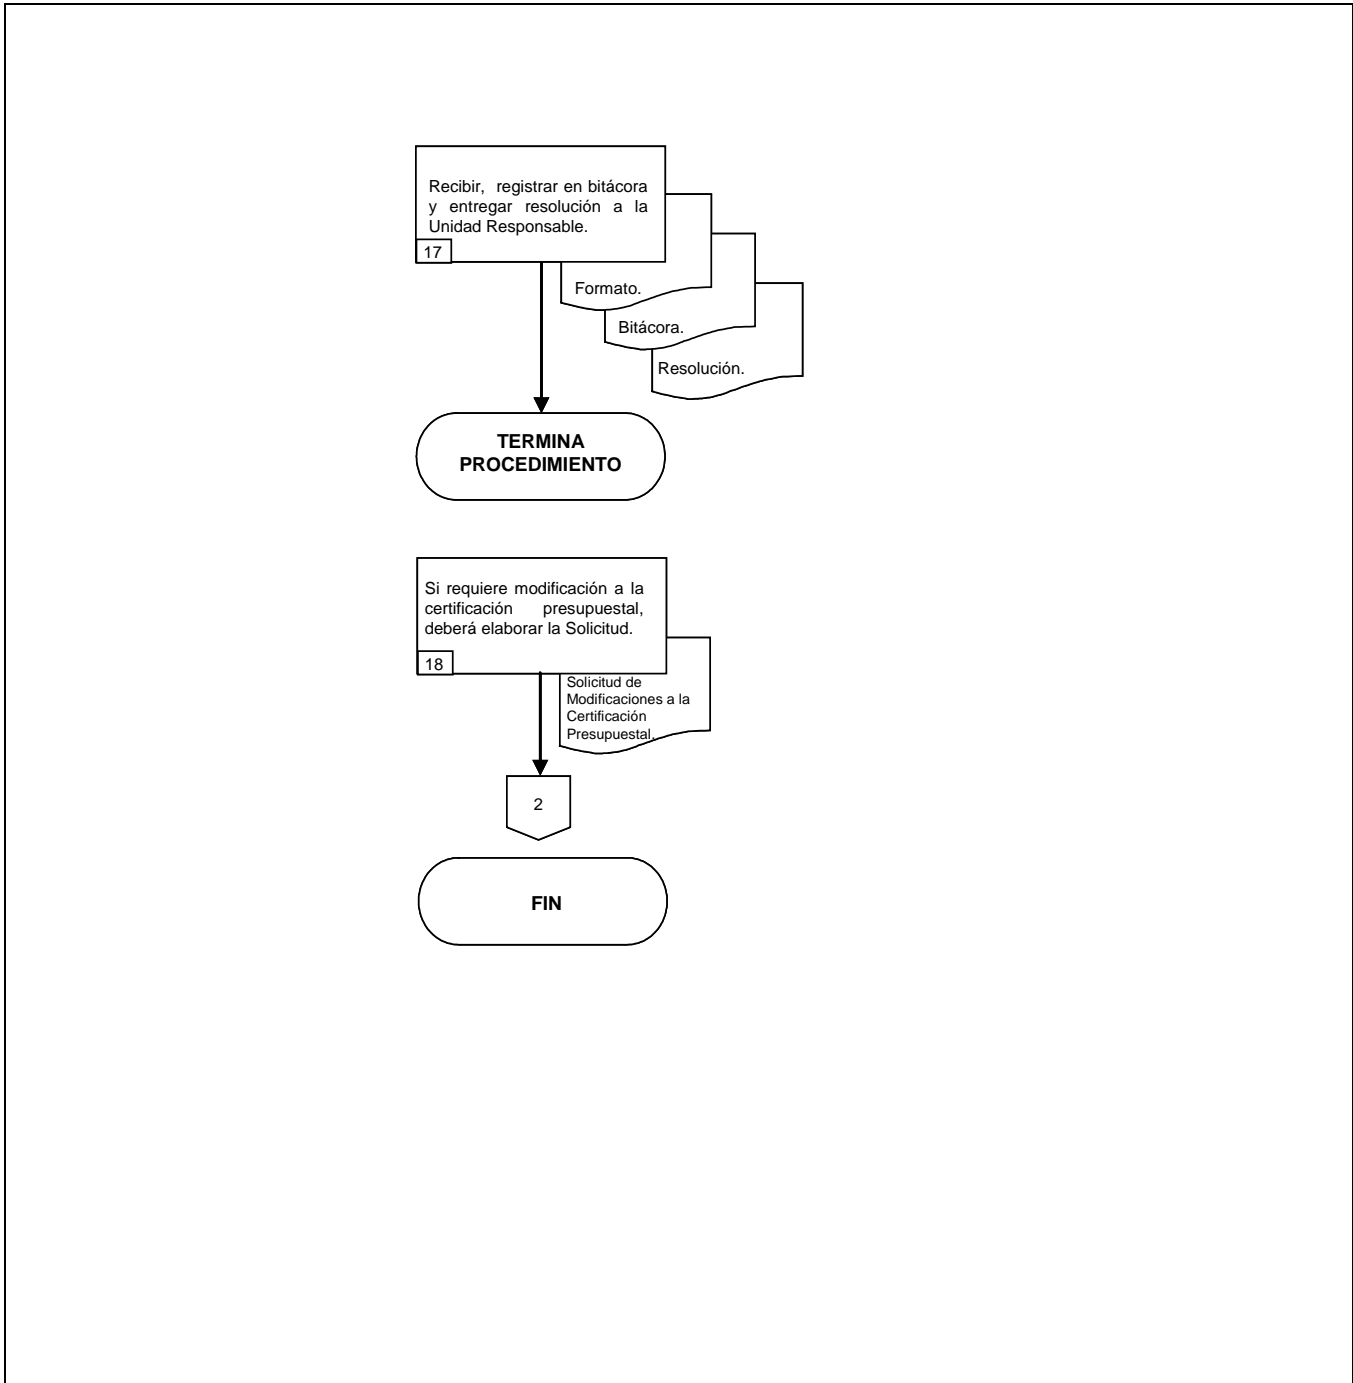 Recibir, registrar en bitácora
y entregar resolución a la
Unidad Responsable.
17
Formato.
Bitácora.
Resolución.
TERMINA
PROCEDIMIENTO
Si requiere modificación a la
certificación presupuestal,
deberá elaborar la Solicitud.
18
Solicitud de
Modificaciones a la
Certificación
Presupuestal.
2
FIN